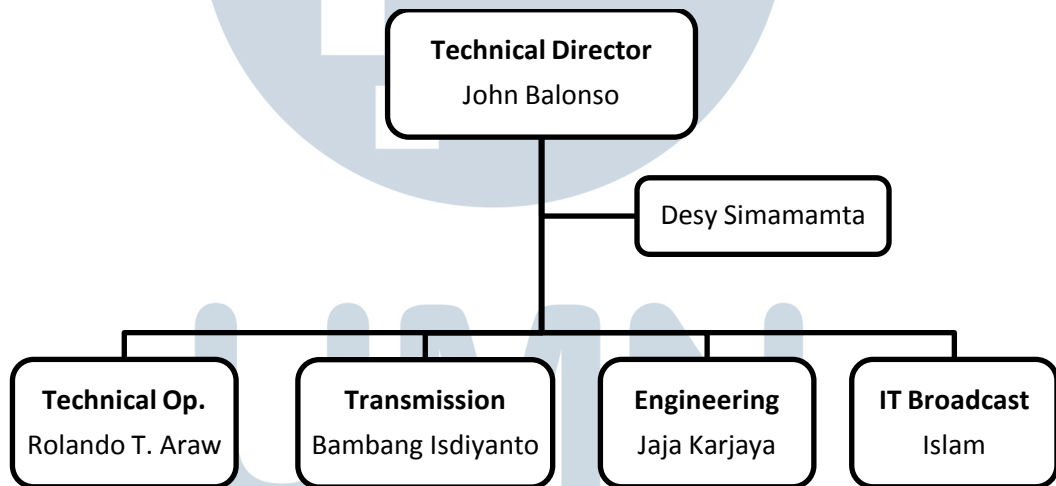 Technical Director
John Balonso
Desy Simamamta
UMN
Technical Op.
Rolando T. Araw
Transmission
Bambang Isdiyanto
Engineering
Jaja Karjaya
IT Broadcast
Islam